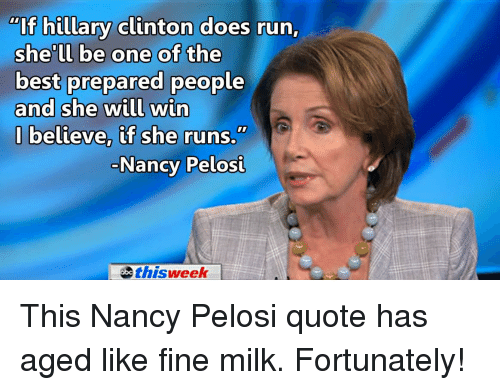 "If hillary clinton does run,
she'll be one of the
best prepared people
and she will win
I believe, if she runs."
-Nancy Pelosi
abc thisweek
This Nancy Pelosi quote has
aged like fine milk. Fortunately!